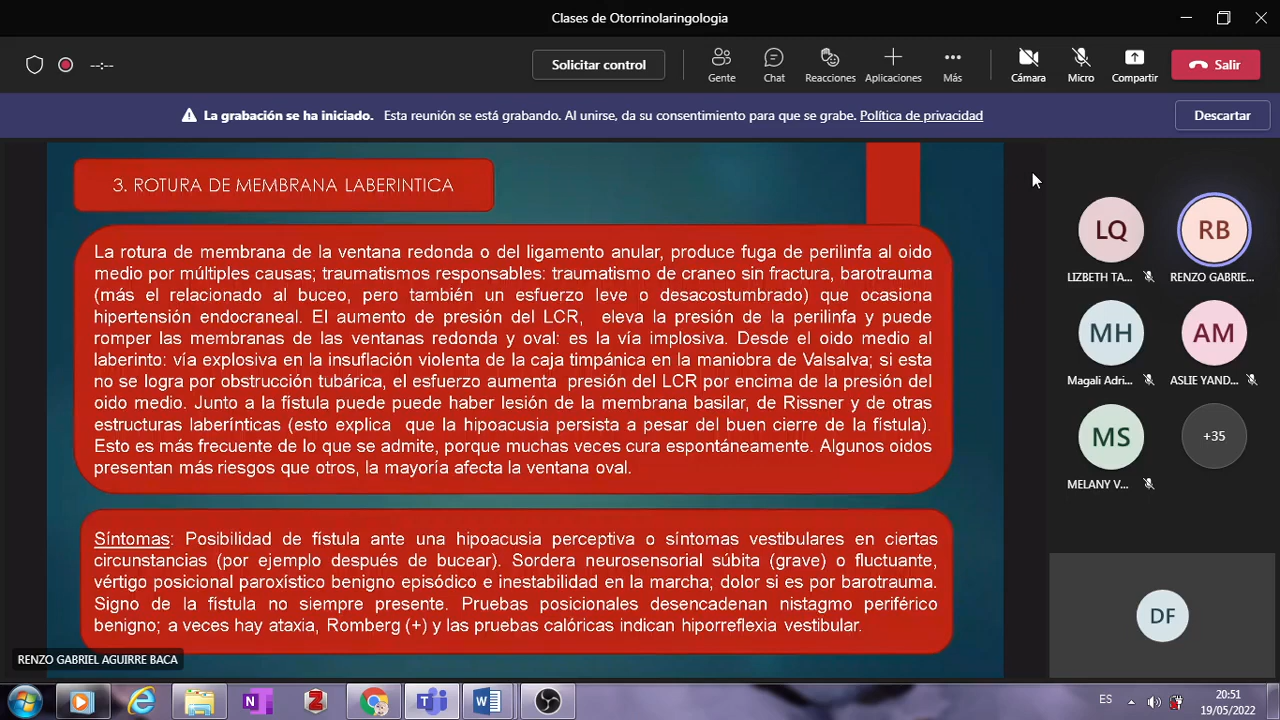 Clases de Otorrinolaringologia
--:--
Solicitar control
Gente
Chat
Reacciones
Aplicaciones
Más
Cámara
Micro
Compartir
Salir
La grabación se ha iniciado. Esta reunión se está grabando. Al unirse, da su consentimiento para que se grabe. Política de privacidad
Descartar
3. ROTURA DE MEMBRANA LABERINTICA
La rotura de membrana de la ventana redonda o del ligamento anular, produce fuga de perilinfa al oido
medio por múltiples causas; traumatismos responsables: traumatismo de craneo sin fractura, barotrauma
(más el relacionado al buceo, pero también un esfuerzo leve o desacostumbrado) que ocasiona
hipertensión endocraneal. El aumento de presión del LCR, eleva la presión de la perilinfa y puede
romper las membranas de las ventanas redonda y oval: es la vía implosiva. Desde el oido medio al
laberinto: vía explosiva en la insuflación violenta de la caja timpánica en la maniobra de Valsalva; si esta
no se logra por obstrucción tubárica, el esfuerzo aumenta presión del LCR por encima de la presión del
oido medio. Junto a la fístula puede puede haber lesión de la membrana basilar, de Rissner y de otras
estructuras laberínticas (esto explica que la hipoacusia persista a pesar del buen cierre de la fístula).
Esto es más frecuente de lo que se admite, porque muchas veces cura espontáneamente. Algunos oidos
presentan más riesgos que otros, la mayoría afecta la ventana oval.
Síntomas: Posibilidad de fístula ante una hipoacusia perceptiva o síntomas vestibulares en ciertas
circunstancias (por ejemplo después de bucear). Sordera neurosensorial súbita (grave) o fluctuante,
vértigo posicional paroxístico benigno episódico e inestabilidad en la marcha; dolor si es por barotrauma.
Signo de la fístula no siempre presente. Pruebas posicionales desencadenan nistagmo periférico
benigno; a veces hay ataxia, Romberg (+) y las pruebas calóricas indican hiporreflexia vestibular.
RENZO GABRIEL AGUIRRE BACA
LQ
LIZBETH TA...
RB
RENZO GABRIE...
MH
Magali Adri...
AM
ASLIE YAND...
MS
MELANY V...
+35
DF
ES
20:51
19/05/2022